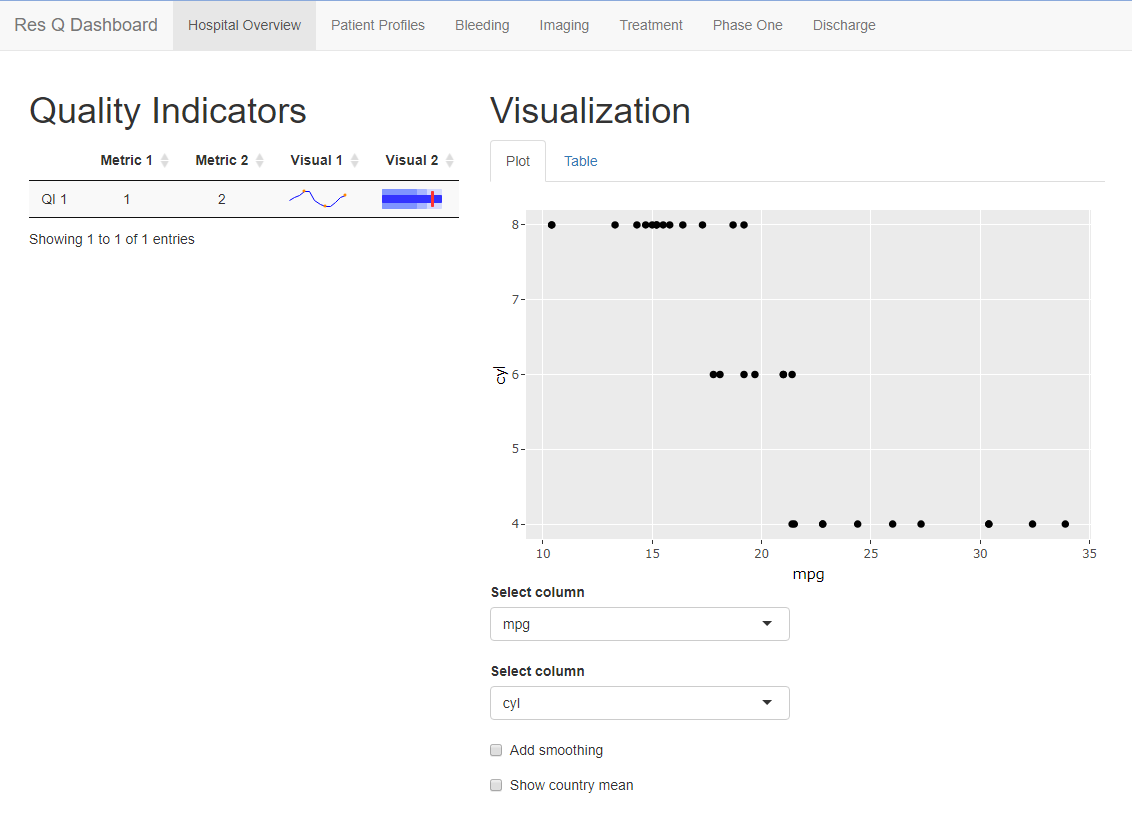 Res Q Dashboard Hospital Overview Patient Profiles Bleeding Imaging Treatment Phase One Discharge
Quality Indicators
Metric 1 Metric 2 Visual 1 Visual 2
QI 1 1 2
Showing 1 to 1 of 1 entries
Visualization
Plot Table
8
7
6
5
4
cyl
10 15 20 25 30 35
mpg
Select column
mpg
Select column
cyl
Add smoothing
Show country mean